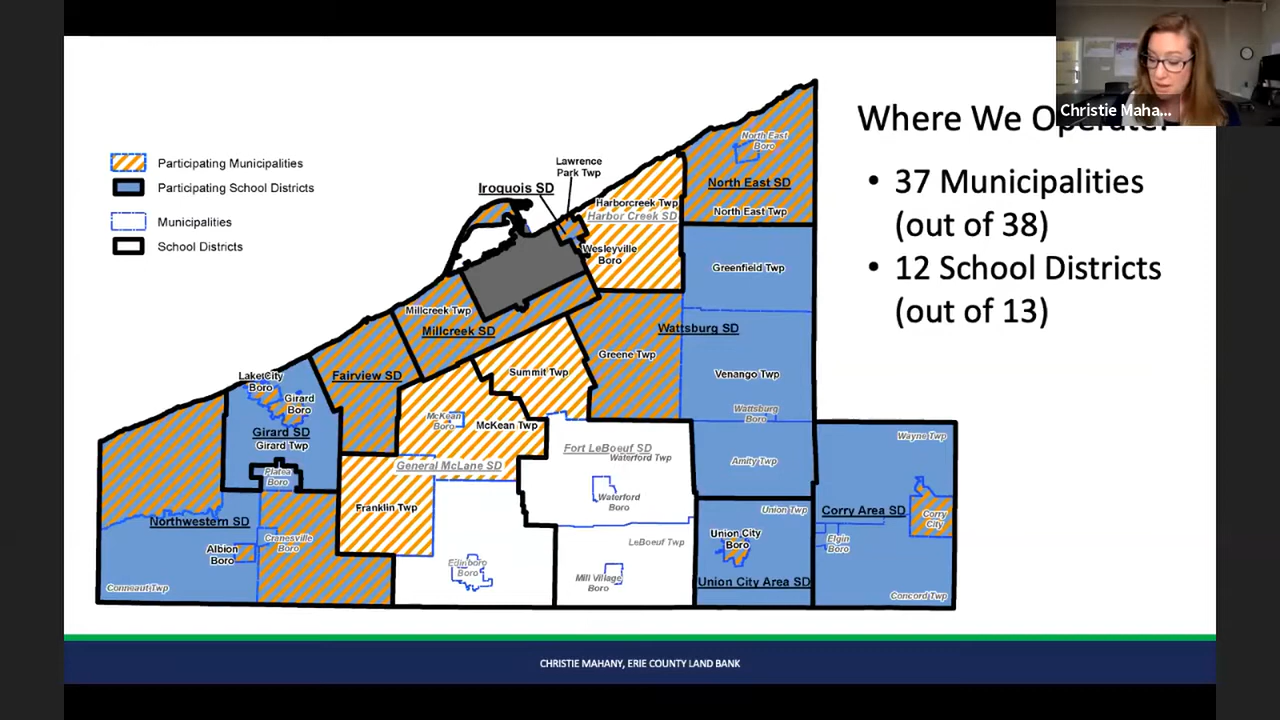 Christie Maha...
Where We Operate:
• 37 Municipalities
(out of 38)
• 12 School Districts
(out of 13)
Participating Municipalities
Participating School Districts
Municipalities
School Districts
North East
Boro
North East SD
North East Twp
Lawrence
Park Twp
Iroquois SD
Harborcreek Twp
Harbor Creek SD
Wesleyville
Boro
Greenfield Twp
Millcreek Twp
Millcreek SD
Wattsburg SD
Greene Twp
Venango Twp
Summit Twp
Fairview SD
Lake City
Boro
Girard
Boro
Girard SD
Girard Twp
McKean
Boro
McKean Twp
Wattsburg
Boro
Amity Twp
Wayne Twp
Fort LeBoeuf SD
Waterford Twp
Waterford
Boro
General McLane SD
Platea
Boro
Franklin Twp
Northwestern SD
Cranesville
Boro
Albion
Boro
Conneaut Twp
Edinboro
Boro
LeBoeuf Twp
Mill Village
Boro
Union Twp
Union City
Boro
Union City Area SD
Corry Area SD
Corry
City
Elgin
Boro
Concord Twp
CHRISTIE MAHANY, ERIE COUNTY LAND BANK